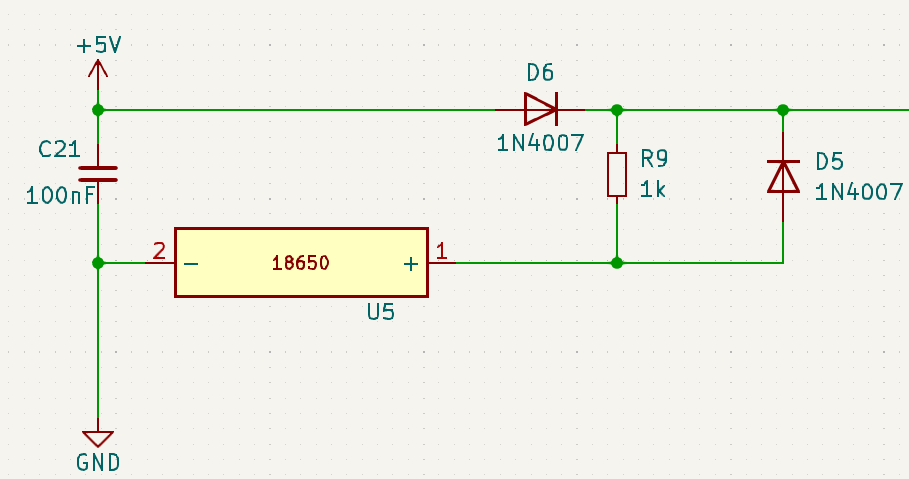 +5V
D6
1N4007
C21
100nF
R9
1k
D5
1N4007
2
−
18650
+
1
U5
GND